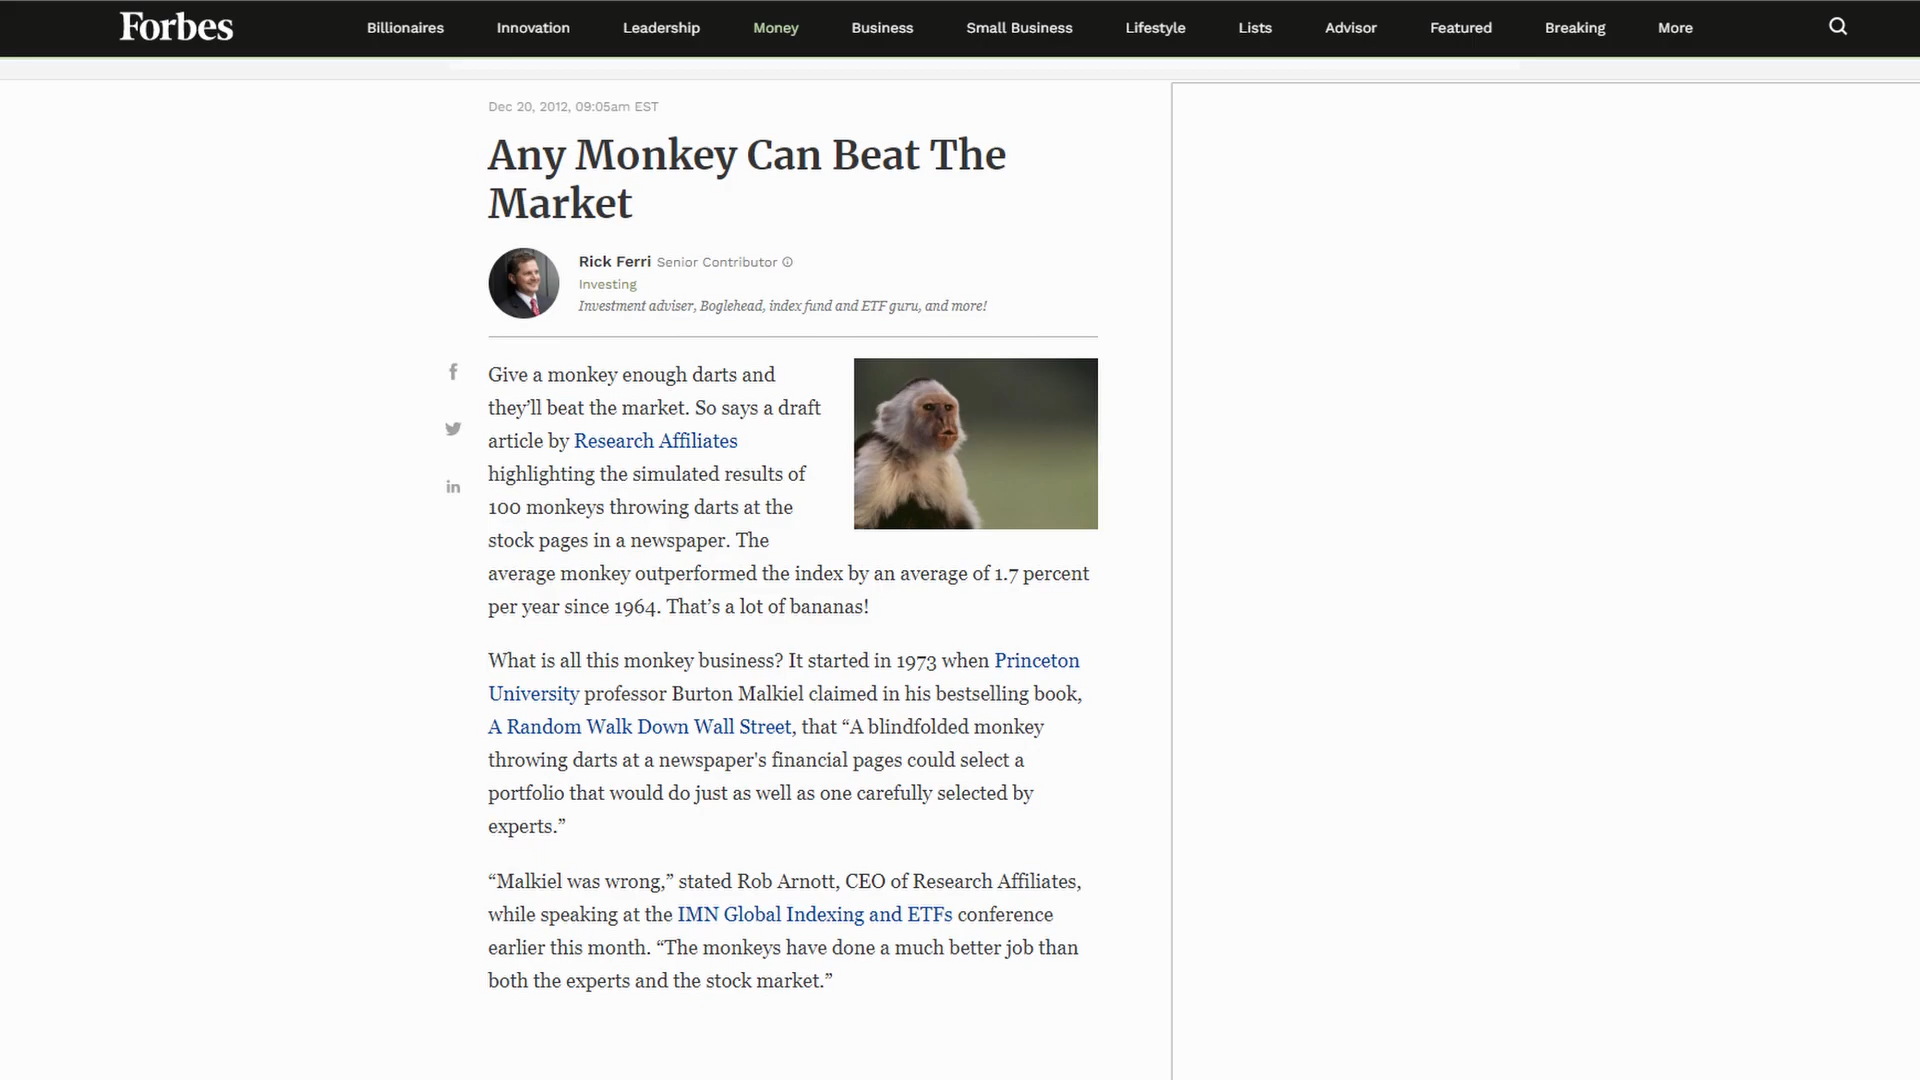 Forbes
Billionaires Innovation Leadership Money Business Small Business Lifestyle Lists Advisor Featured Breaking More
Dec 20, 2012, 09:05am EST
Any Monkey Can Beat The
Market
Rick Ferri Senior Contributor
Investing
Investment adviser, Boglehead, index fund and ETF guru, and more!
Give a monkey enough darts and
they’ll beat the market. So says a draft
article by Research Affiliates
highlighting the simulated results of
100 monkeys throwing darts at the
stock pages in a newspaper. The
average monkey outperformed the index by an average of 1.7 percent
per year since 1964. That’s a lot of bananas!
What is all this monkey business? It started in 1973 when Princeton
University professor Burton Malkiel claimed in his bestselling book,
A Random Walk Down Wall Street, that “A blindfolded monkey
throwing darts at a newspaper's financial pages could select a
portfolio that would do just as well as one carefully selected by
experts.”
“Malkiel was wrong,” stated Rob Arnott, CEO of Research Affiliates,
while speaking at the IMN Global Indexing and ETFs conference
earlier this month. “The monkeys have done a much better job than
both the experts and the stock market.”